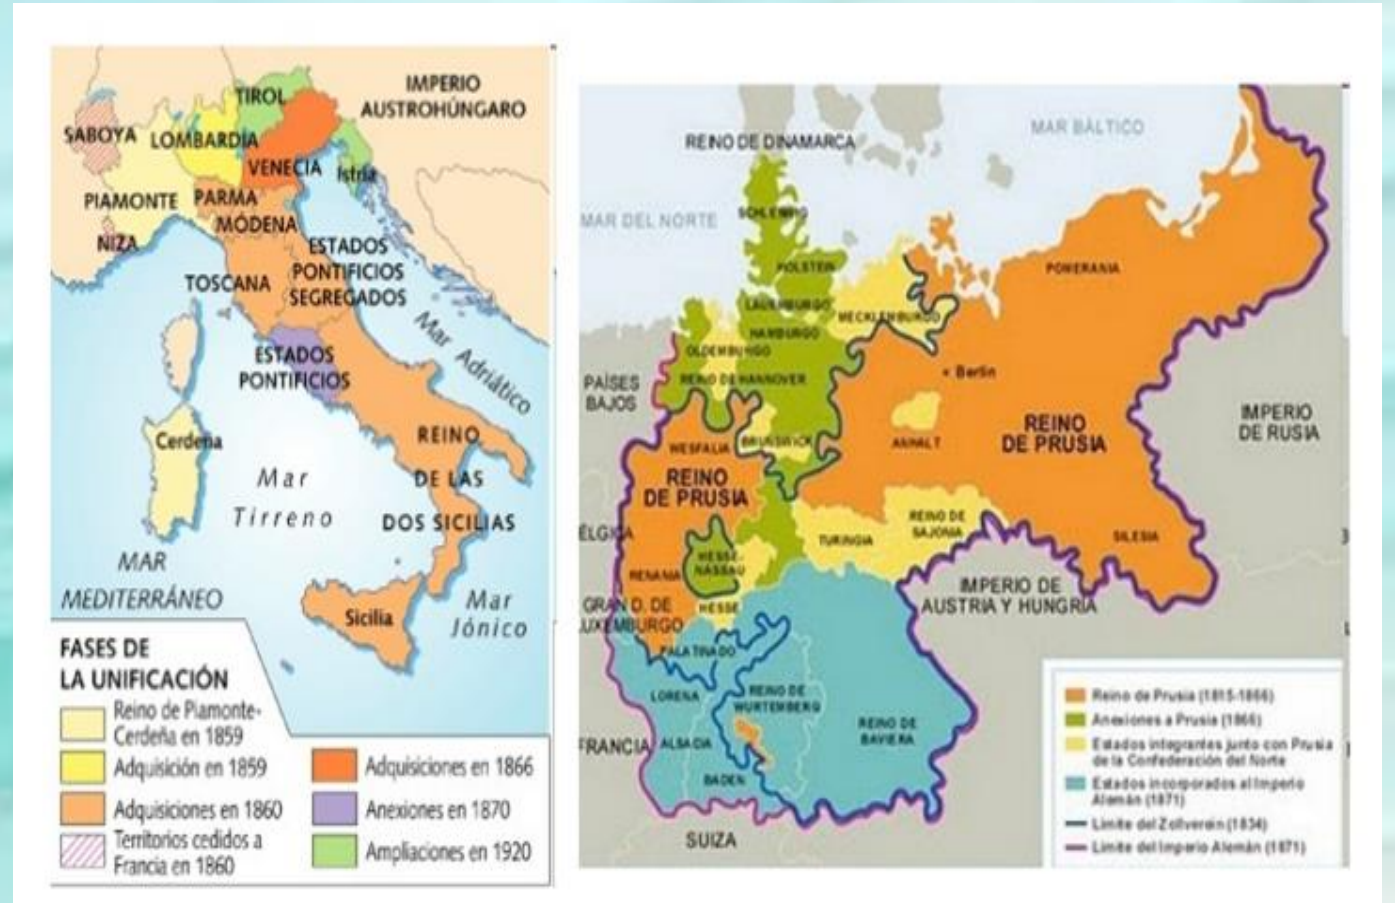 IMPERIO
AUSTROHÚNGARO
TIROL
SABOYA
LOMBARDÍA
VENECIA
Istria
PIAMONTE
PARMA
MÓDENA
NIZA
ESTADOS
PONTIFICIOS
SEGREGADOS
TOSCANA
Mar Adriático
ESTADOS
PONTIFICIOS
Cerdeña
REINO
DE LAS
DOS SICILIAS
Mar
Tirreno
MAR
MEDITERRÁNEO
Sicilia
Mar
Jónico
FASES DE
LA UNIFICACIÓN
Reino de Piamonte-
Cerdeña en 1859
Adquisición en 1859
Adquisiciones en 1860
Territorios cedidos a
Francia en 1860
Adquisiciones en 1866
Anexiones en 1870
Ampliaciones en 1920
MAR BÁLTICO
REINO DE DINAMARCA
MAR DEL NORTE
HOLSTEIN
POMERANIA
LAUEMBURGO
MECKLEMBURGO
HAMBURGO
OLDEMBURGO
REINO DE HANNOVER
PAÍSES
BAJOS
Berlin
IMPERIO
DE RUSIA
REINO
DE PRUSIA
ANHALT
BRUNSWICK
WESFALIA
REINO
DE PRUSIA
REINO DE
SAJONIA
TURINGIA
SILESIA
ÉLGICA
HESSE-
NASSAU
RENANIA
HESSE
GRAN D. DE
UXEMBURGO
IMPERIO DE
AUSTRIA Y HUNGRÍA
PALATINADO
LORENA
REINO DE
WURTEMBERG
REINO DE
BAVIERA
FRANCIA
ALSACIA
BADEN
SUIZA
Reino de Prusia (1815-1866)
Anexiones a Prusia (1866)
Estados integrantes junto con Prusia
de la Confederación del Norte
Estados incorporados al Imperio
Alemán (1871)
Límite del Zollverein (1834)
Límite del Imperio Alemán (1871)